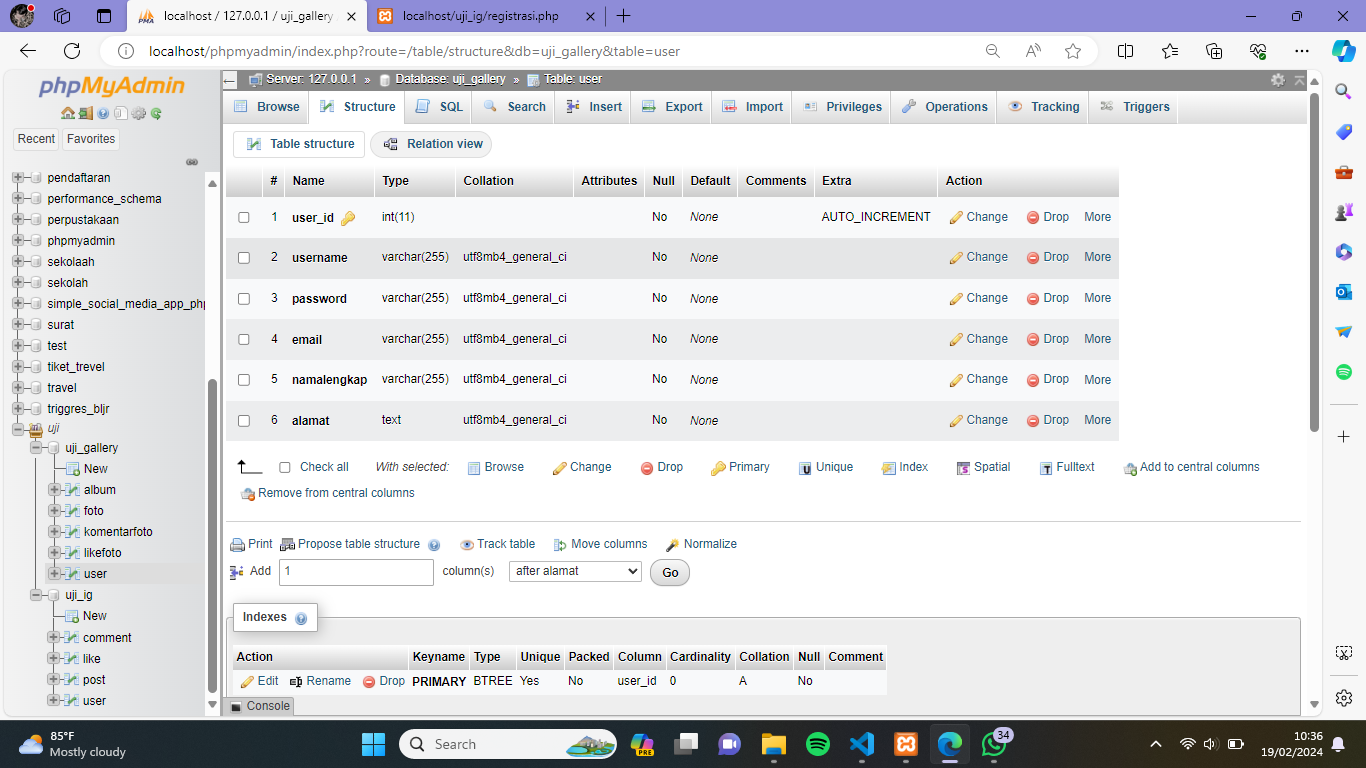 localhost / 127.0.0.1 / uji_gallery
localhost/uji_ig/registrasi.php
localhost/phpmyadmin/index.php?route=/table/structure&db=uji_gallery&table=user
phpMyAdmin
Recent Favorites
pendaftaran
performance_schema
perpustakaan
phpmyadmin
sekolaah
sekolah
simple_social_media_app_php
surat
test
tiket_trevel
travel
triggres_bljr
uji
uji_gallery
New
album
foto
komentarfoto
likefoto
user
uji_ig
New
comment
like
post
user
Server: 127.0.0.1 » Database: uji_gallery » Table: user
Browse Structure SQL Search Insert Export Import Privileges Operations Tracking Triggers
Table structure Relation view
# Name Type Collation Attributes Null Default Comments Extra Action
1 user_id int(11) No None AUTO_INCREMENT Change Drop More
2 username varchar(255) utf8mb4_general_ci No None Change Drop More
3 password varchar(255) utf8mb4_general_ci No None Change Drop More
4 email varchar(255) utf8mb4_general_ci No None Change Drop More
5 namalengkap varchar(255) utf8mb4_general_ci No None Change Drop More
6 alamat text utf8mb4_general_ci No None Change Drop More
Check all With selected: Browse Change Drop Primary Unique Index Spatial Fulltext Add to central columns
Remove from central columns
Print Propose table structure Track table Move columns Normalize
Add 1 column(s) after alamat Go
Indexes
Action Keyname Type Unique Packed Column Cardinality Collation Null Comment
Edit Rename Drop PRIMARY BTREE Yes No user_id 0 A No
Console
85°F
Mostly cloudy
Search
PRE
34
10:36
19/02/2024